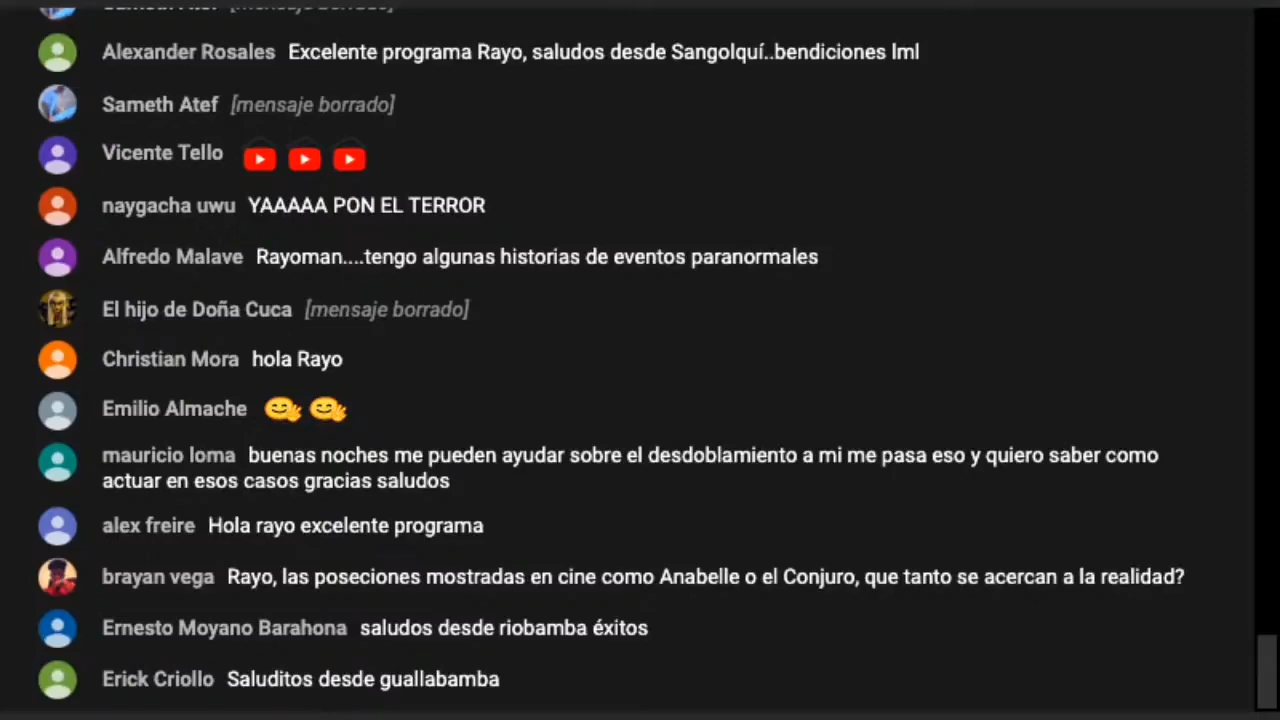 Sameth Atef [mensaje borrado]
Alexander Rosales Excelente programa Rayo, saludos desde Sangolquí..bendiciones lml
Sameth Atef [mensaje borrado]
Vicente Tello
naygacha uwu YAAAAA PON EL TERROR
Alfredo Malave Rayoman....tengo algunas historias de eventos paranormales
El hijo de Doña Cuca [mensaje borrado]
Christian Mora hola Rayo
Emilio Almache
mauricio loma buenas noches me pueden ayudar sobre el desdoblamiento a mi me pasa eso y quiero saber como
actuar en esos casos gracias saludos
alex freire Hola rayo excelente programa
brayan vega Rayo, las poseciones mostradas en cine como Anabelle o el Conjuro, que tanto se acercan a la realidad?
Ernesto Moyano Barahona saludos desde riobamba éxitos
Erick Criollo Saluditos desde guallabamba